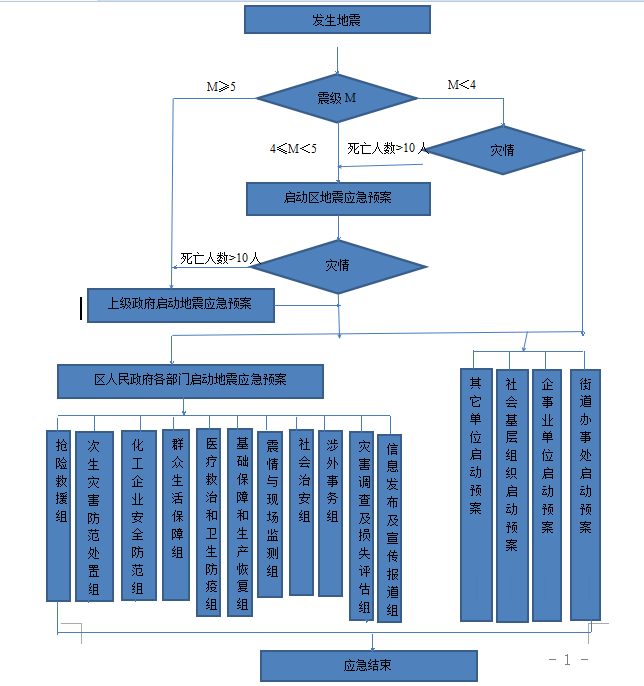 发生地震
M≥5
震级 M
M＜4
4≤M＜5
死亡人数>10 人
灾情
启动区地震应急预案
死亡人数>10 人
灾情
上级政府启动地震应急预案
区人民政府各部门启动地震应急预案
抢险救援组
次生灾害防范处置组
化工企业安全防范组
群众生活保障组
医疗救治和卫生防疫组
基础保障和生产恢复组
震情与现场监测组
社会治安组
涉外事务组
灾害调查及损失评估组
信息发布及宣传报道组
其它单位启动预案
社会基层组织启动预案
企事业单位启动预案
街道办事处启动预案
应急结束
- 1 -